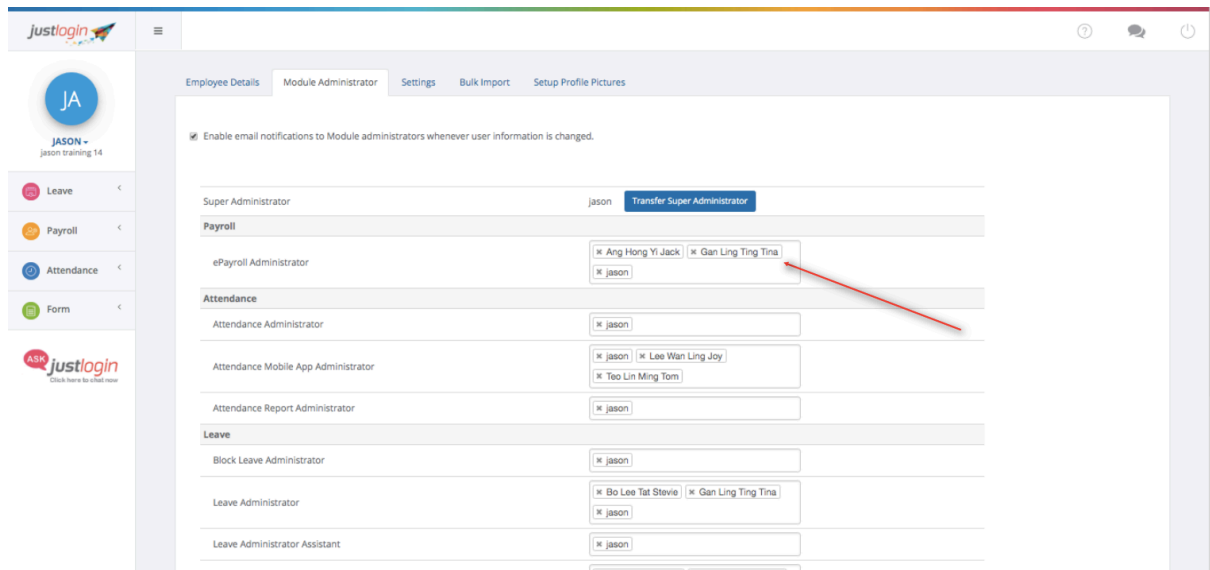 justlogin
Employee Details Module Administrator Settings Bulk Import Setup Profile Pictures
JA
JASON
jason training 14
Enable email notifications to Module administrators whenever user information is changed.
Leave
Payroll
Attendance
Form
ASK justlogin
Click here to chat now
Super Administrator jason Transfer Super Administrator
Payroll
ePayroll Administrator
Ang Hong Yi Jack Gan Ling Ting Tina
jason
Attendance
Attendance Administrator jason
Attendance Mobile App Administrator
jason Lee Wan Ling Joy
Teo Lin Ming Tom
Attendance Report Administrator jason
Leave
Block Leave Administrator jason
Leave Administrator
Bo Lee Tat Stevie Gan Ling Ting Tina
jason
Leave Administrator Assistant jason